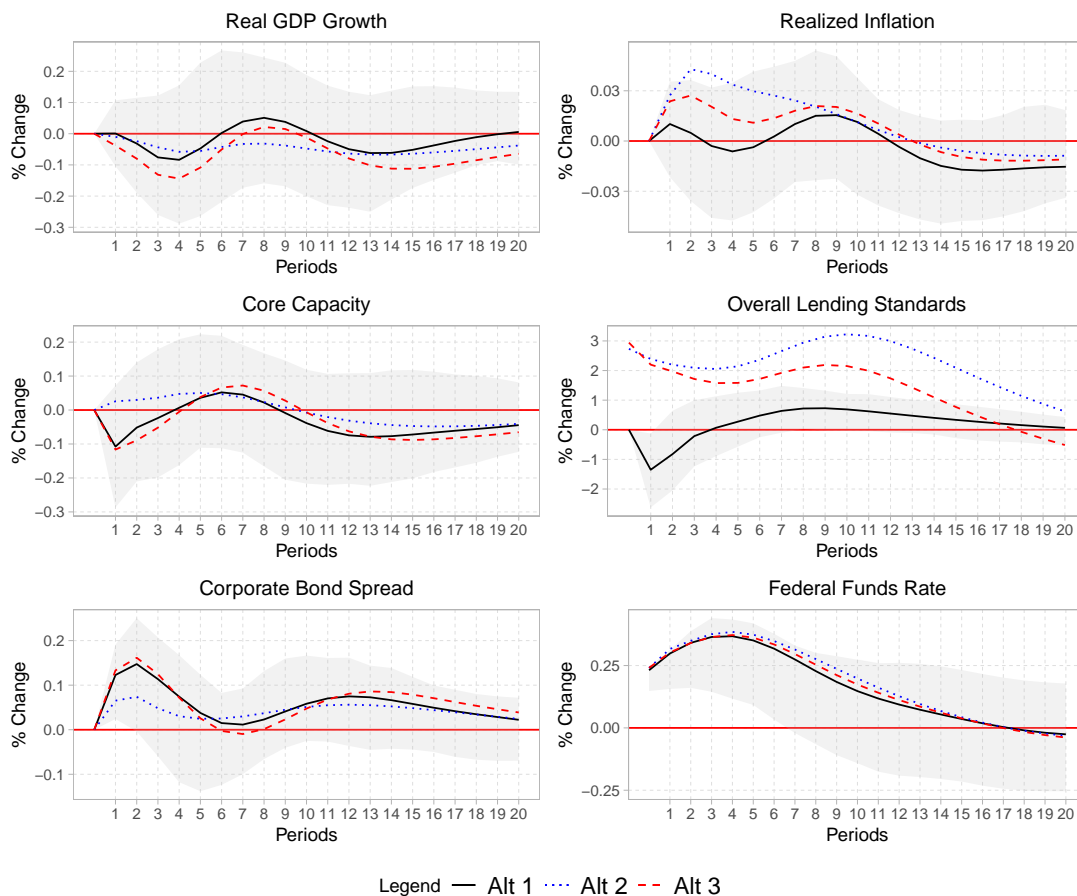 Real GDP Growth
% Change
0.2
0.1
0.0
−0.1
−0.2
−0.3
1 2 3 4 5 6 7 8 9 10 11 12 13 14 15 16 17 18 19 20
Periods
Realized Inflation
% Change
0.03
0.00
−0.03
1 2 3 4 5 6 7 8 9 10 11 12 13 14 15 16 17 18 19 20
Periods
Core Capacity
% Change
0.2
0.1
0.0
−0.1
−0.2
−0.3
1 2 3 4 5 6 7 8 9 10 11 12 13 14 15 16 17 18 19 20
Periods
Overall Lending Standards
% Change
3
2
0
−1
−2
1 2 3 4 5 6 7 8 9 10 11 12 13 14 15 16 17 18 19 20
Periods
Corporate Bond Spread
% Change
0.2
0.1
0.0
−0.1
1 2 3 4 5 6 7 8 9 10 11 12 13 14 15 16 17 18 19 20
Periods
Federal Funds Rate
% Change
0.25
0.00
−0.25
1 2 3 4 5 6 7 8 9 10 11 12 13 14 15 16 17 18 19 20
Periods
Legend Alt 1 Alt 2 Alt 3